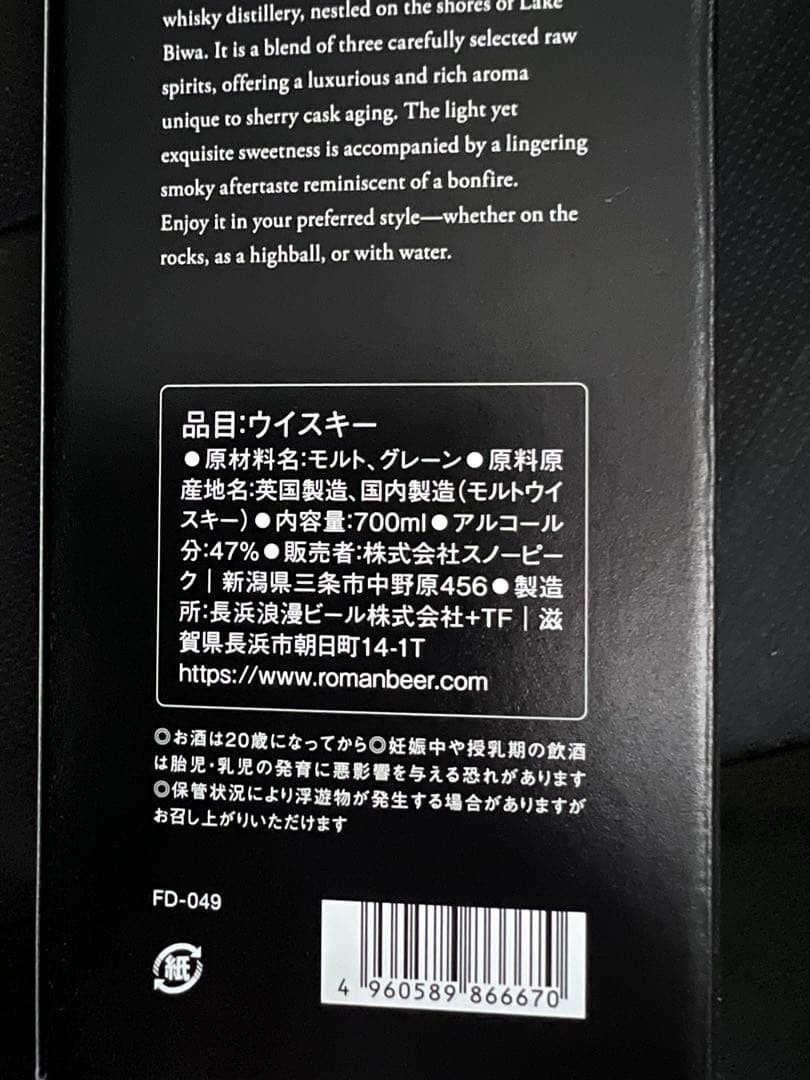 whisky distillery, nestled on the shores of Lake
Biwa. It is a blend of three carefully selected raw
spirits, offering a luxurious and rich aroma
unique to sherry cask aging. The light yet
exquisite sweetness is accompanied by a lingering
smoky aftertaste reminiscent of a bonfire.
Enjoy it in your preferred style—whether on the
rocks, as a highball, or with water.
品目:ウイスキー
●原材料名:モルト、グレーン●原料原
産地名:英国製造、国内製造(モルトウイ
スキー)●内容量:700ml●アルコール
分:47%●販売者:株式会社スノーピー
ク｜新潟県三条市中野原456●製造
所:長浜浪漫ビール株式会社+TF｜滋
賀県長浜市朝日町14-1T
https://www.romanbeer.com
◎お酒は20歳になってから◎妊娠中や授乳期の飲酒
は胎児・乳児の発育に悪影響を与える恐れがあります
◎保管状況により浮遊物が発生する場合がありますが
お召し上がりいただけます
FD-049
紙
4 960589 866670